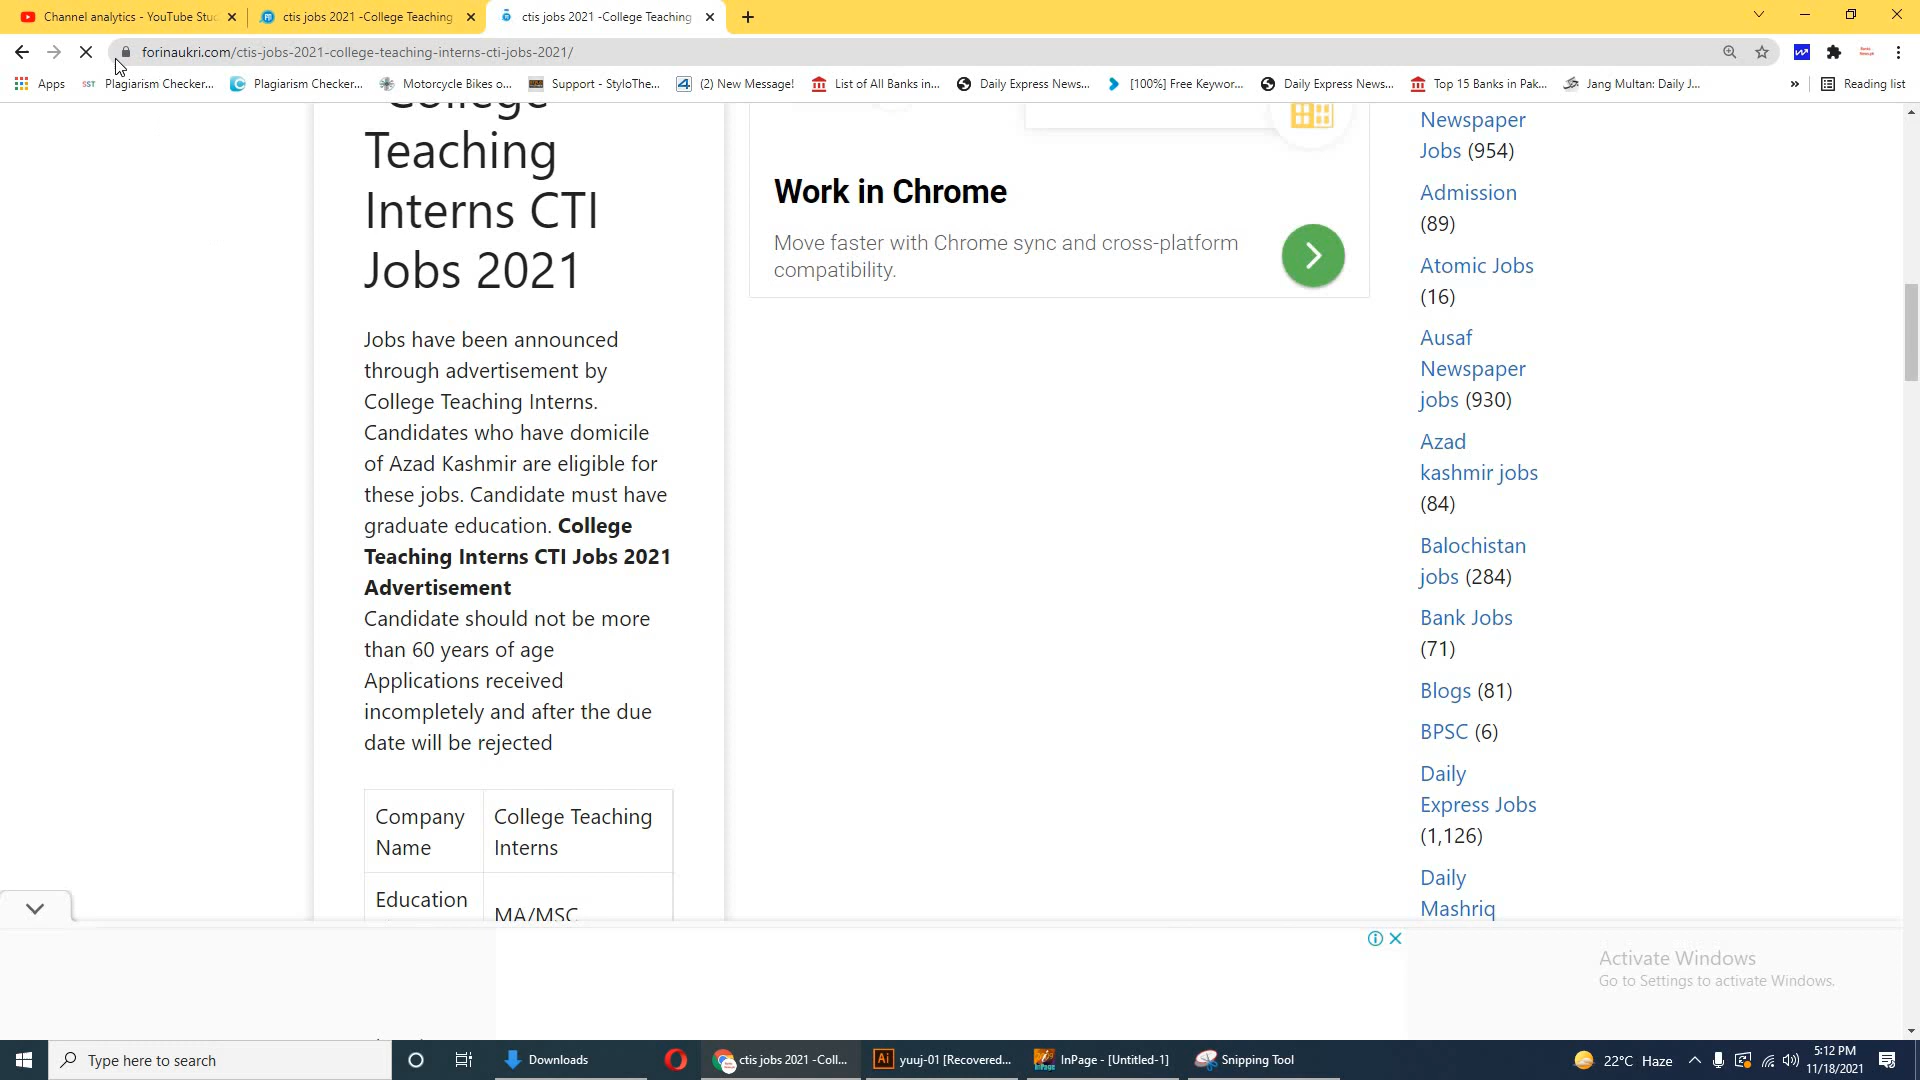 Channel analytics - YouTube Stu
ctis jobs 2021 -College Teaching
ctis jobs 2021 -College Teaching
forinaukri.com/ctis-jobs-2021-college-teaching-interns-cti-jobs-2021/
Apps
SST Plagiarism Checker...
Plagiarism Checker...
Motorcycle Bikes o...
Support - StyloThe...
(2) New Message!
List of All Banks in...
Daily Express News...
[100%] Free Keywor...
Daily Express News...
Top 15 Banks in Pak...
Jang Multan: Daily J...
»
Reading list
-College
Teaching
Interns CTI
Jobs 2021
Jobs have been announced
through advertisement by
College Teaching Interns.
Candidates who have domicile
of Azad Kashmir are eligible for
these jobs. Candidate must have
graduate education. College
Teaching Interns CTI Jobs 2021
Advertisement
Candidate should not be more
than 60 years of age
Applications received
incompletely and after the due
date will be rejected
Company
Name
College Teaching
Interns
Education
MA/MSC
Work in Chrome
Move faster with Chrome sync and cross-platform
compatibility.
Newspaper
Jobs (954)
Admission
(89)
Atomic Jobs
(16)
Ausaf
Newspaper
jobs (930)
Azad
kashmir jobs
(84)
Balochistan
jobs (284)
Bank Jobs
(71)
Blogs (81)
BPSC (6)
Daily
Express Jobs
(1,126)
Daily
Mashriq
Activate Windows
Go to Settings to activate Windows.
Type here to search
Downloads
ctis jobs 2021 -Coll...
yuuj-01 [Recovered...
InPage - [Untitled-1]
Snipping Tool
22°C Haze
5:12 PM
11/18/2021